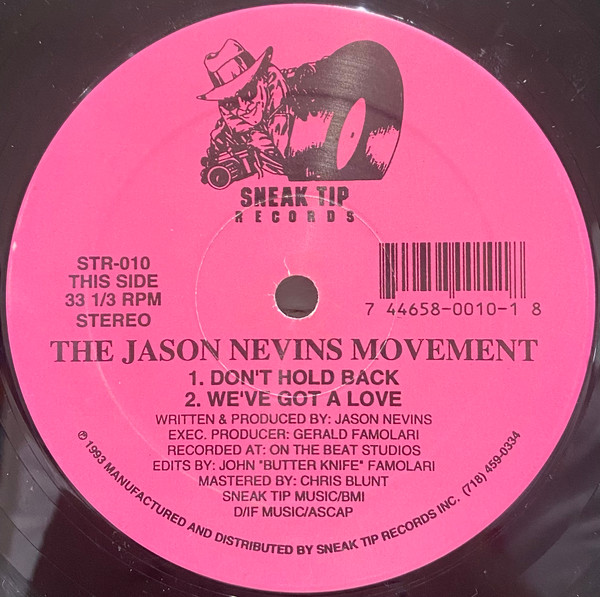 SNEAK TIP
RECORDS
STR-010
THIS SIDE
33 1/3 RPM
STEREO
7 44658-0010-1 8
THE JASON NEVINS MOVEMENT
1. DON'T HOLD BACK
2. WE'VE GOT A LOVE
WRITTEN & PRODUCED BY: JASON NEVINS
EXEC. PRODUCER: GERALD FAMOLARI
RECORDED AT: ON THE BEAT STUDIOS
EDITS BY: JOHN "BUTTER KNIFE" FAMOLARI
MASTERED BY: CHRIS BLUNT
SNEAK TIP MUSIC/BMI
D/IF MUSIC/ASCAP
℗ 1993 MANUFACTURED AND DISTRIBUTED BY SNEAK TIP RECORDS INC. (718) 459-0334